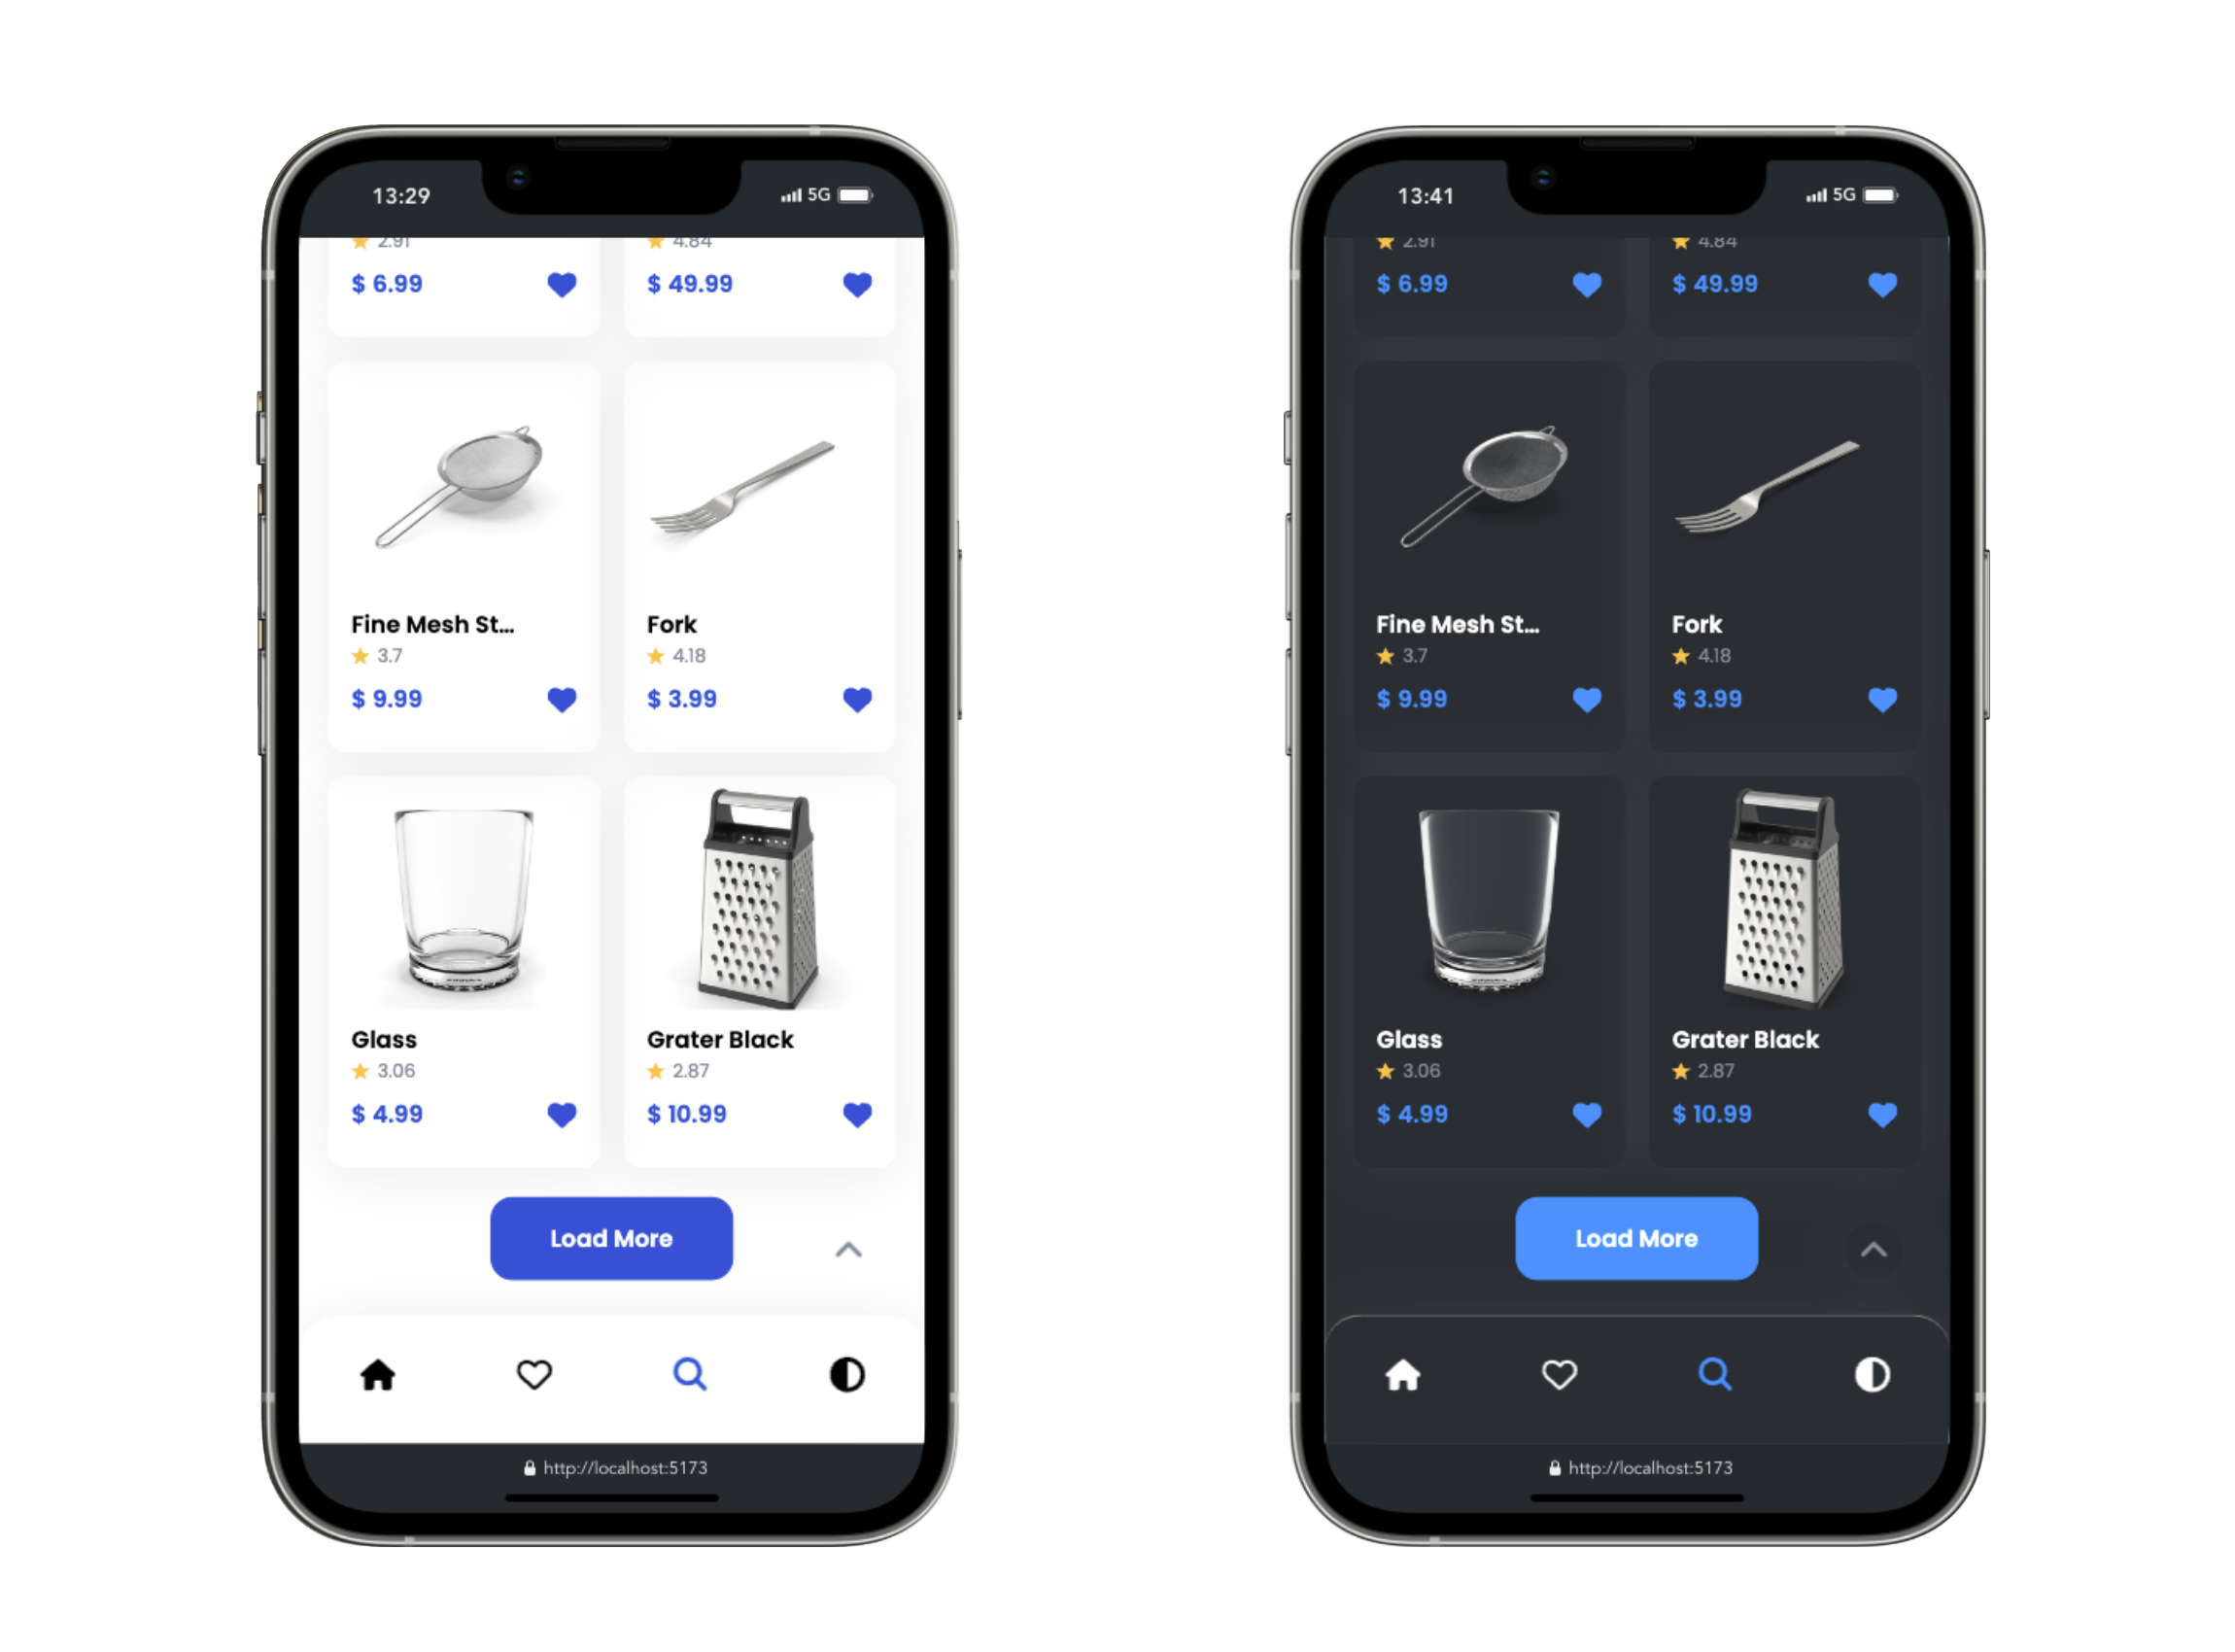 13:29
5G
2.91
4.84
$ 6.99
$ 49.99
Fine Mesh St...
Fork
3.7
4.18
$ 9.99
$ 3.99
Glass
Grater Black
3.06
2.87
$ 4.99
$ 10.99
Load More
http://localhost:5173
13:41
5G
2.91
4.84
$ 6.99
$ 49.99
Fine Mesh St...
Fork
3.7
4.18
$ 9.99
$ 3.99
Glass
Grater Black
3.06
2.87
$ 4.99
$ 10.99
Load More
http://localhost:5173